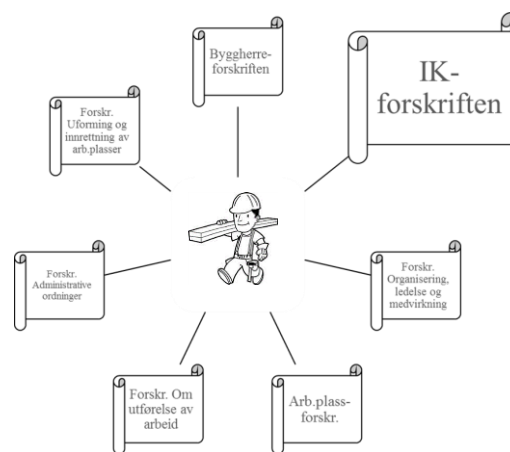 Byggherre-
forskriften
IK-
forskriften
Forskr.
Uforming og
innrettning av
arb.plasser
Forskr.
Administrative
ordninger
Forskr.
Organisering,
ledelse og
medvirkning
Forskr. Om
utførelse av
arbeid
Arb.plass-
forskr.